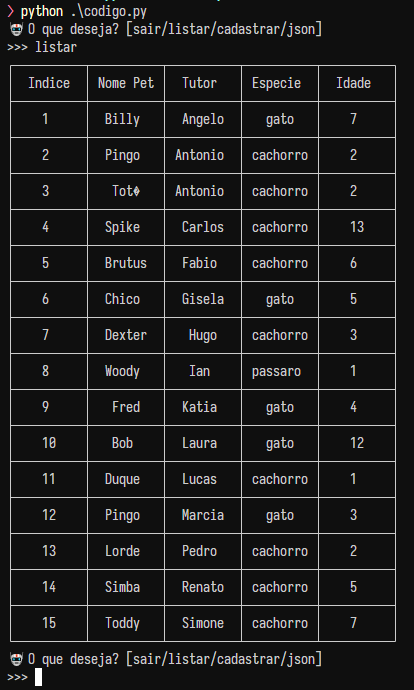 ❯ python .\codigo.py
🤖 O que deseja? [sair/listar/cadastrar/json]
>>> listar
Indice Nome Pet Tutor Especie Idade
1 Billy Angelo gato 7
2 Pingo Antonio cachorro 2
3 Tot� Antonio cachorro 2
4 Spike Carlos cachorro 13
5 Brutus Fabio cachorro 6
6 Chico Gisela gato 5
7 Dexter Hugo cachorro 3
8 Woody Ian passaro 1
9 Fred Katia gato 4
10 Bob Laura gato 12
11 Duque Lucas cachorro 1
12 Pingo Marcia gato 3
13 Lorde Pedro cachorro 2
14 Simba Renato cachorro 5
15 Toddy Simone cachorro 7
🤖 O que deseja? [sair/listar/cadastrar/json]
>>>